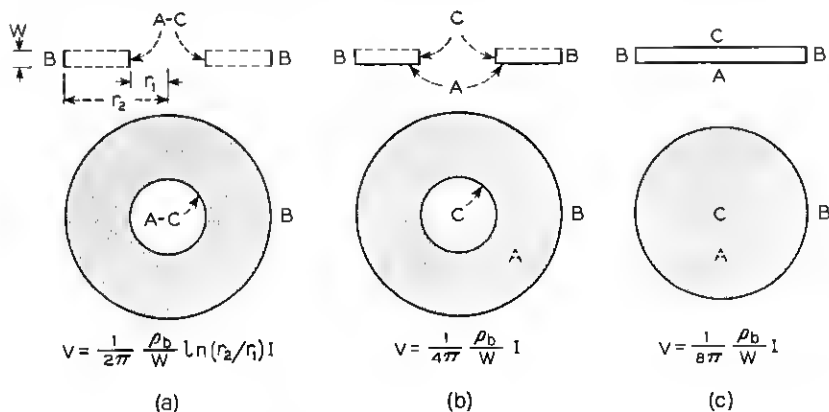 A-C
C
C
W
B
B
B
B
B
B
r₁
A
A
r₂
A-C
B
C
B
C
B
A
A
V = 1/2π ρb/W ln(r₂/r₁) I
V = 1/4π ρb/W I
V = 1/8π ρb/W I
(a)
(b)
(c)